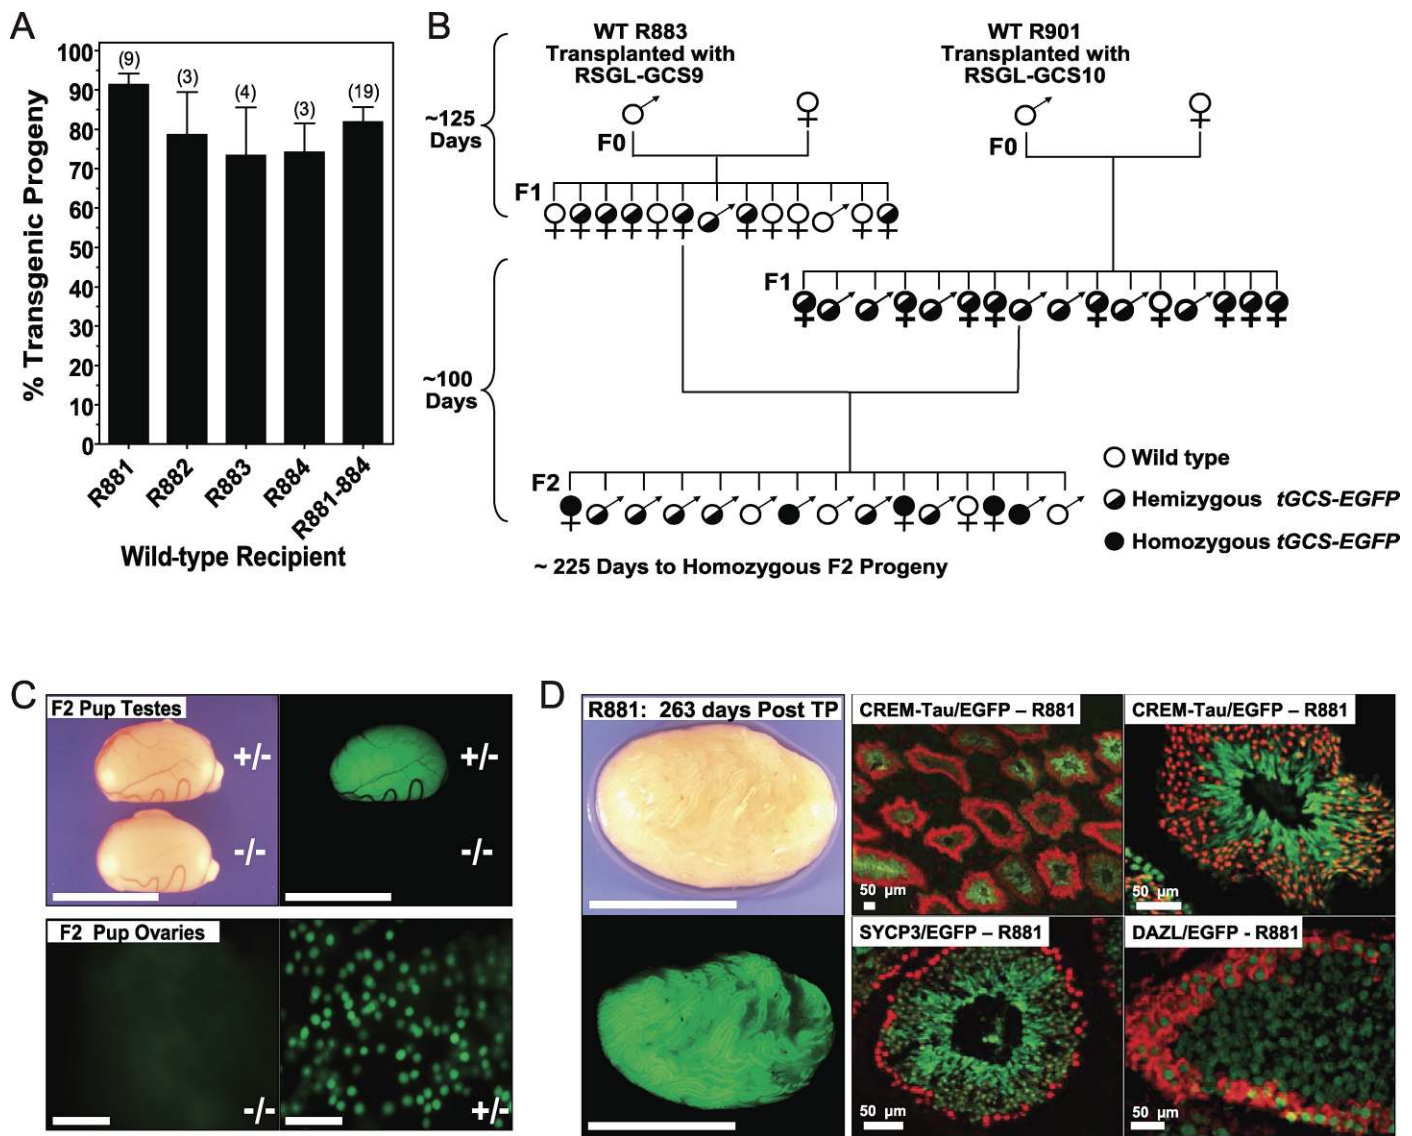 A
% Transgenic Progeny
100
90
80
70
60
50
40
30
20
10
0
(9)
(3)
(4)
(3)
(19)
R881
R882
R883
R884
R881-884
Wild-type Recipient
B
WT R883
Transplanted with
RSGL-GCS9
WT R901
Transplanted with
RSGL-GCS10
~125
Days
F0
F0
F1
F1
~100
Days
F2
Wild type
Hemizygous tGCS-EGFP
Homozygous tGCS-EGFP
~ 225 Days to Homozygous F2 Progeny
C
F2 Pup Testes
+/-
-/-
+/-
-/-
F2 Pup Ovaries
-/-
+/-
D
R881: 263 days Post TP
CREM-Tau/EGFP – R881
50 µm
CREM-Tau/EGFP – R881
50 µm
SYCP3/EGFP – R881
50 µm
DAZL/EGFP - R881
50 µm